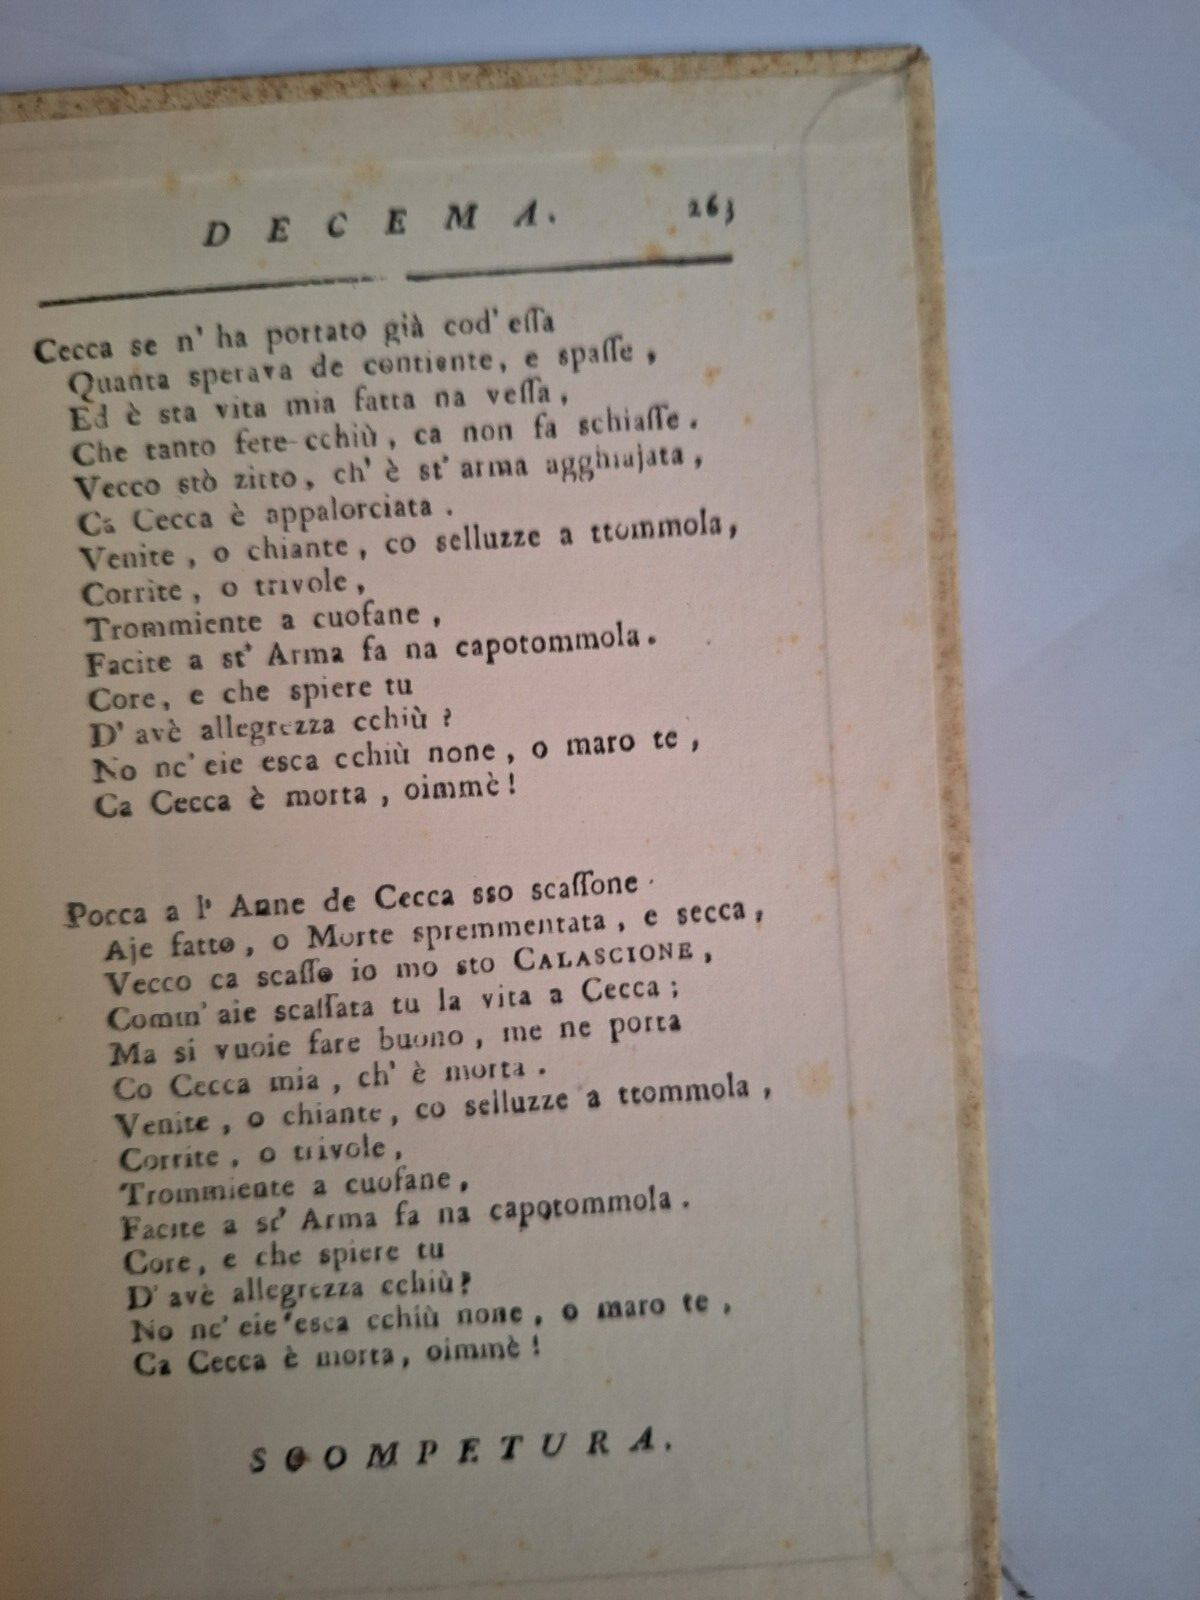 DECEMA. 263
Cecca se n' ha portato già cod' eſſa
Quanta sperava de contiente, e spaſſe,
Ed è sta vita mia fatta na veſſa,
Che tanto fete cchiù, ca non fa schiaſſe.
Vecco stò zitto, ch' è st' arma agghiajata,
Ca Cecca è appalorciata.
Venite, o chiante, co selluzze a ttommola,
Corrite, o trivole,
Trommiente a cuofane,
Facite a st' Arma fa na capotommola.
Core, e che spiere tu
D' avè allegrezza cchiù?
No nc' eie esca cchiù none, o maro te,
Ca Cecca è morta, oimmè!
Pocca a l' Anne de Cecca sso scaſſone
Aje fatto, o Morte spremmentata, e secca,
Vecco ca scaſſo io mo sto CALASCIONE,
Comm' aie scaſſata tu la vita a Cecca;
Ma si vuoie fare buono, me ne porta
Co Cecca mia, ch' è morta.
Venite, o chiante, co selluzze a ttommola,
Corrite, o trivole,
Trommiente a cuofane,
Facite a st' Arma fa na capotommola.
Core, e che spiere tu
D' avè allegrezza cchiù?
No nc' eie esca cchiù none, o maro te,
Ca Cecca è morta, oimmè!
SCOMPETURA.